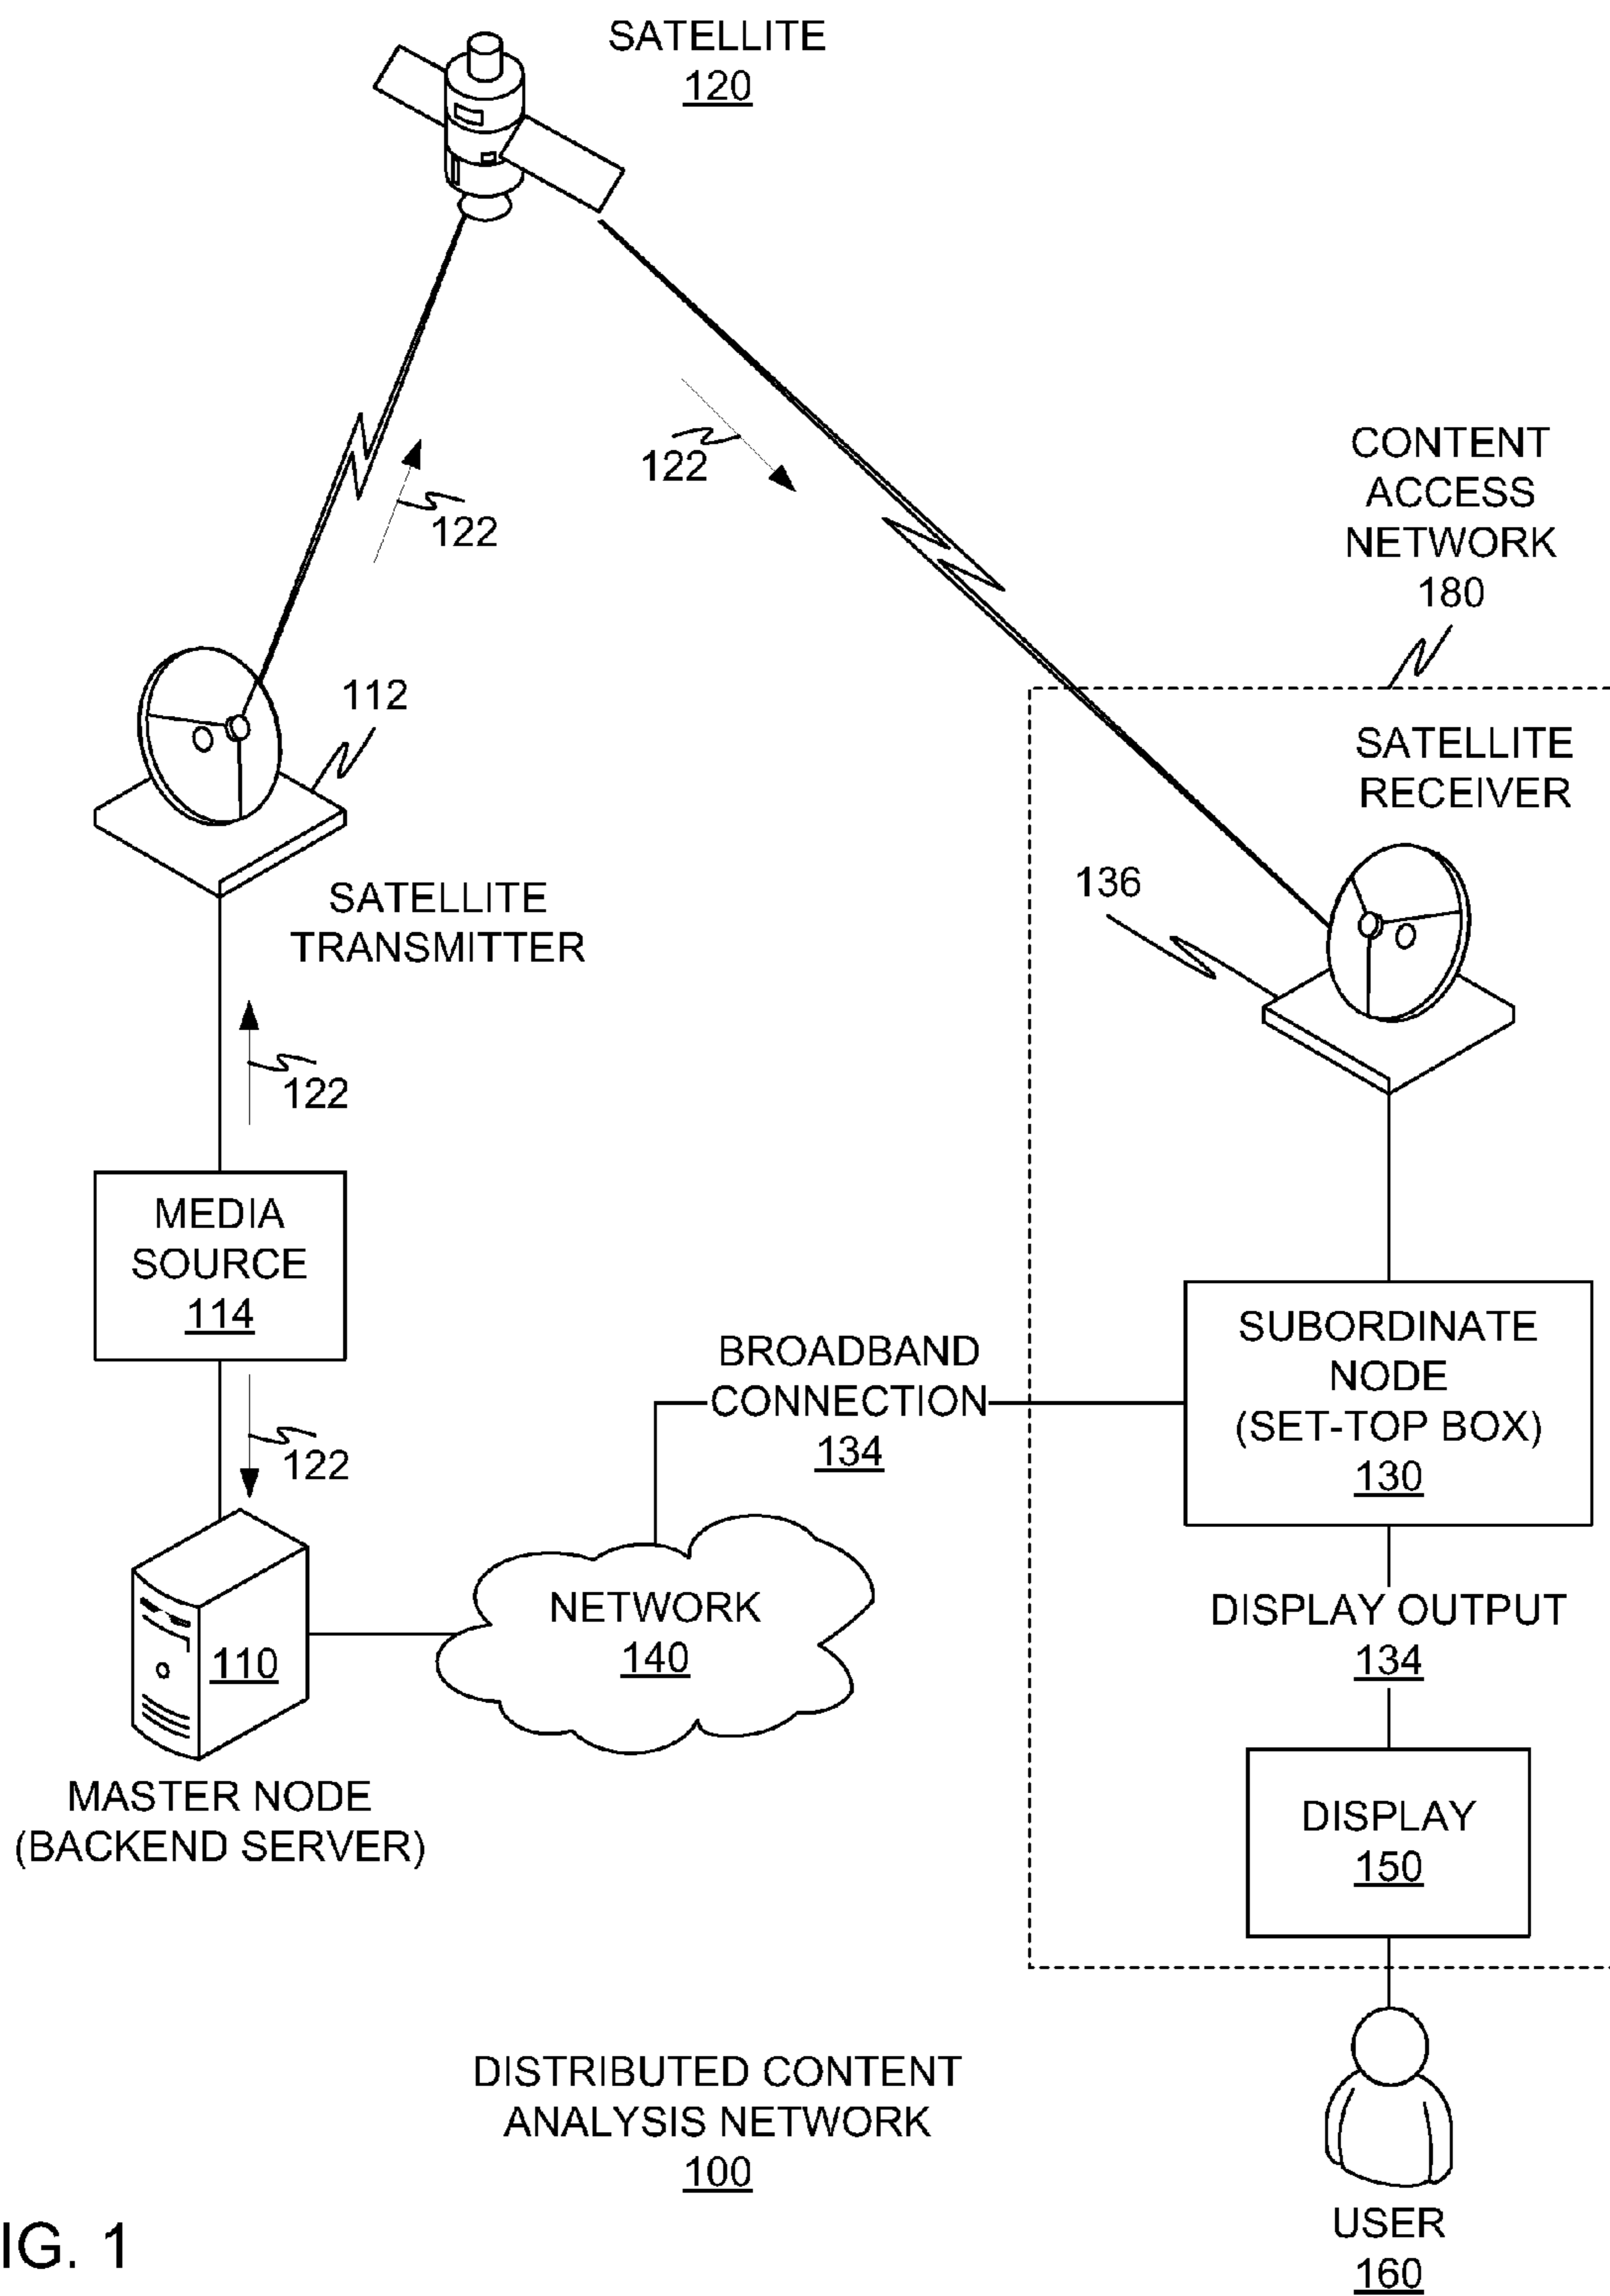 SATELLITE
120
122
122
CONTENT
ACCESS
NETWORK
180
112
SATELLITE
RECEIVER
136
SATELLITE
TRANSMITTER
122
MEDIA
SOURCE
114
122
BROADBAND
CONNECTION
134
SUBORDINATE
NODE
(SET-TOP BOX)
130
NETWORK
140
110
MASTER NODE
(BACKEND SERVER)
DISPLAY OUTPUT
134
DISPLAY
150
DISTRIBUTED CONTENT
ANALYSIS NETWORK
100
USER
160
IG. 1